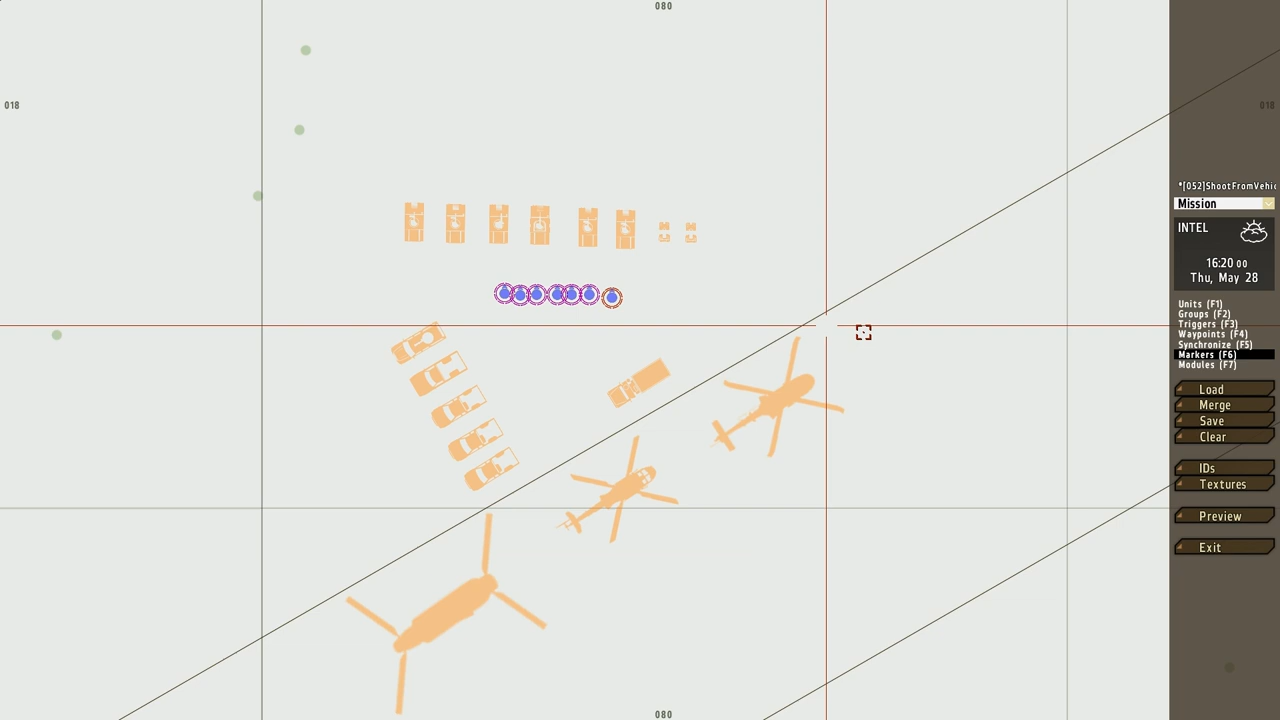 080
018
018
*[052]ShootFromVehic
Mission
INTEL
16:20 00
Thu, May 28
Units (F1)
Groups (F2)
Triggers (F3)
Waypoints (F4)
Synchronize (F5)
Markers (F6)
Modules (F7)
Load
Merge
Save
Clear
IDs
Textures
Preview
Exit
080